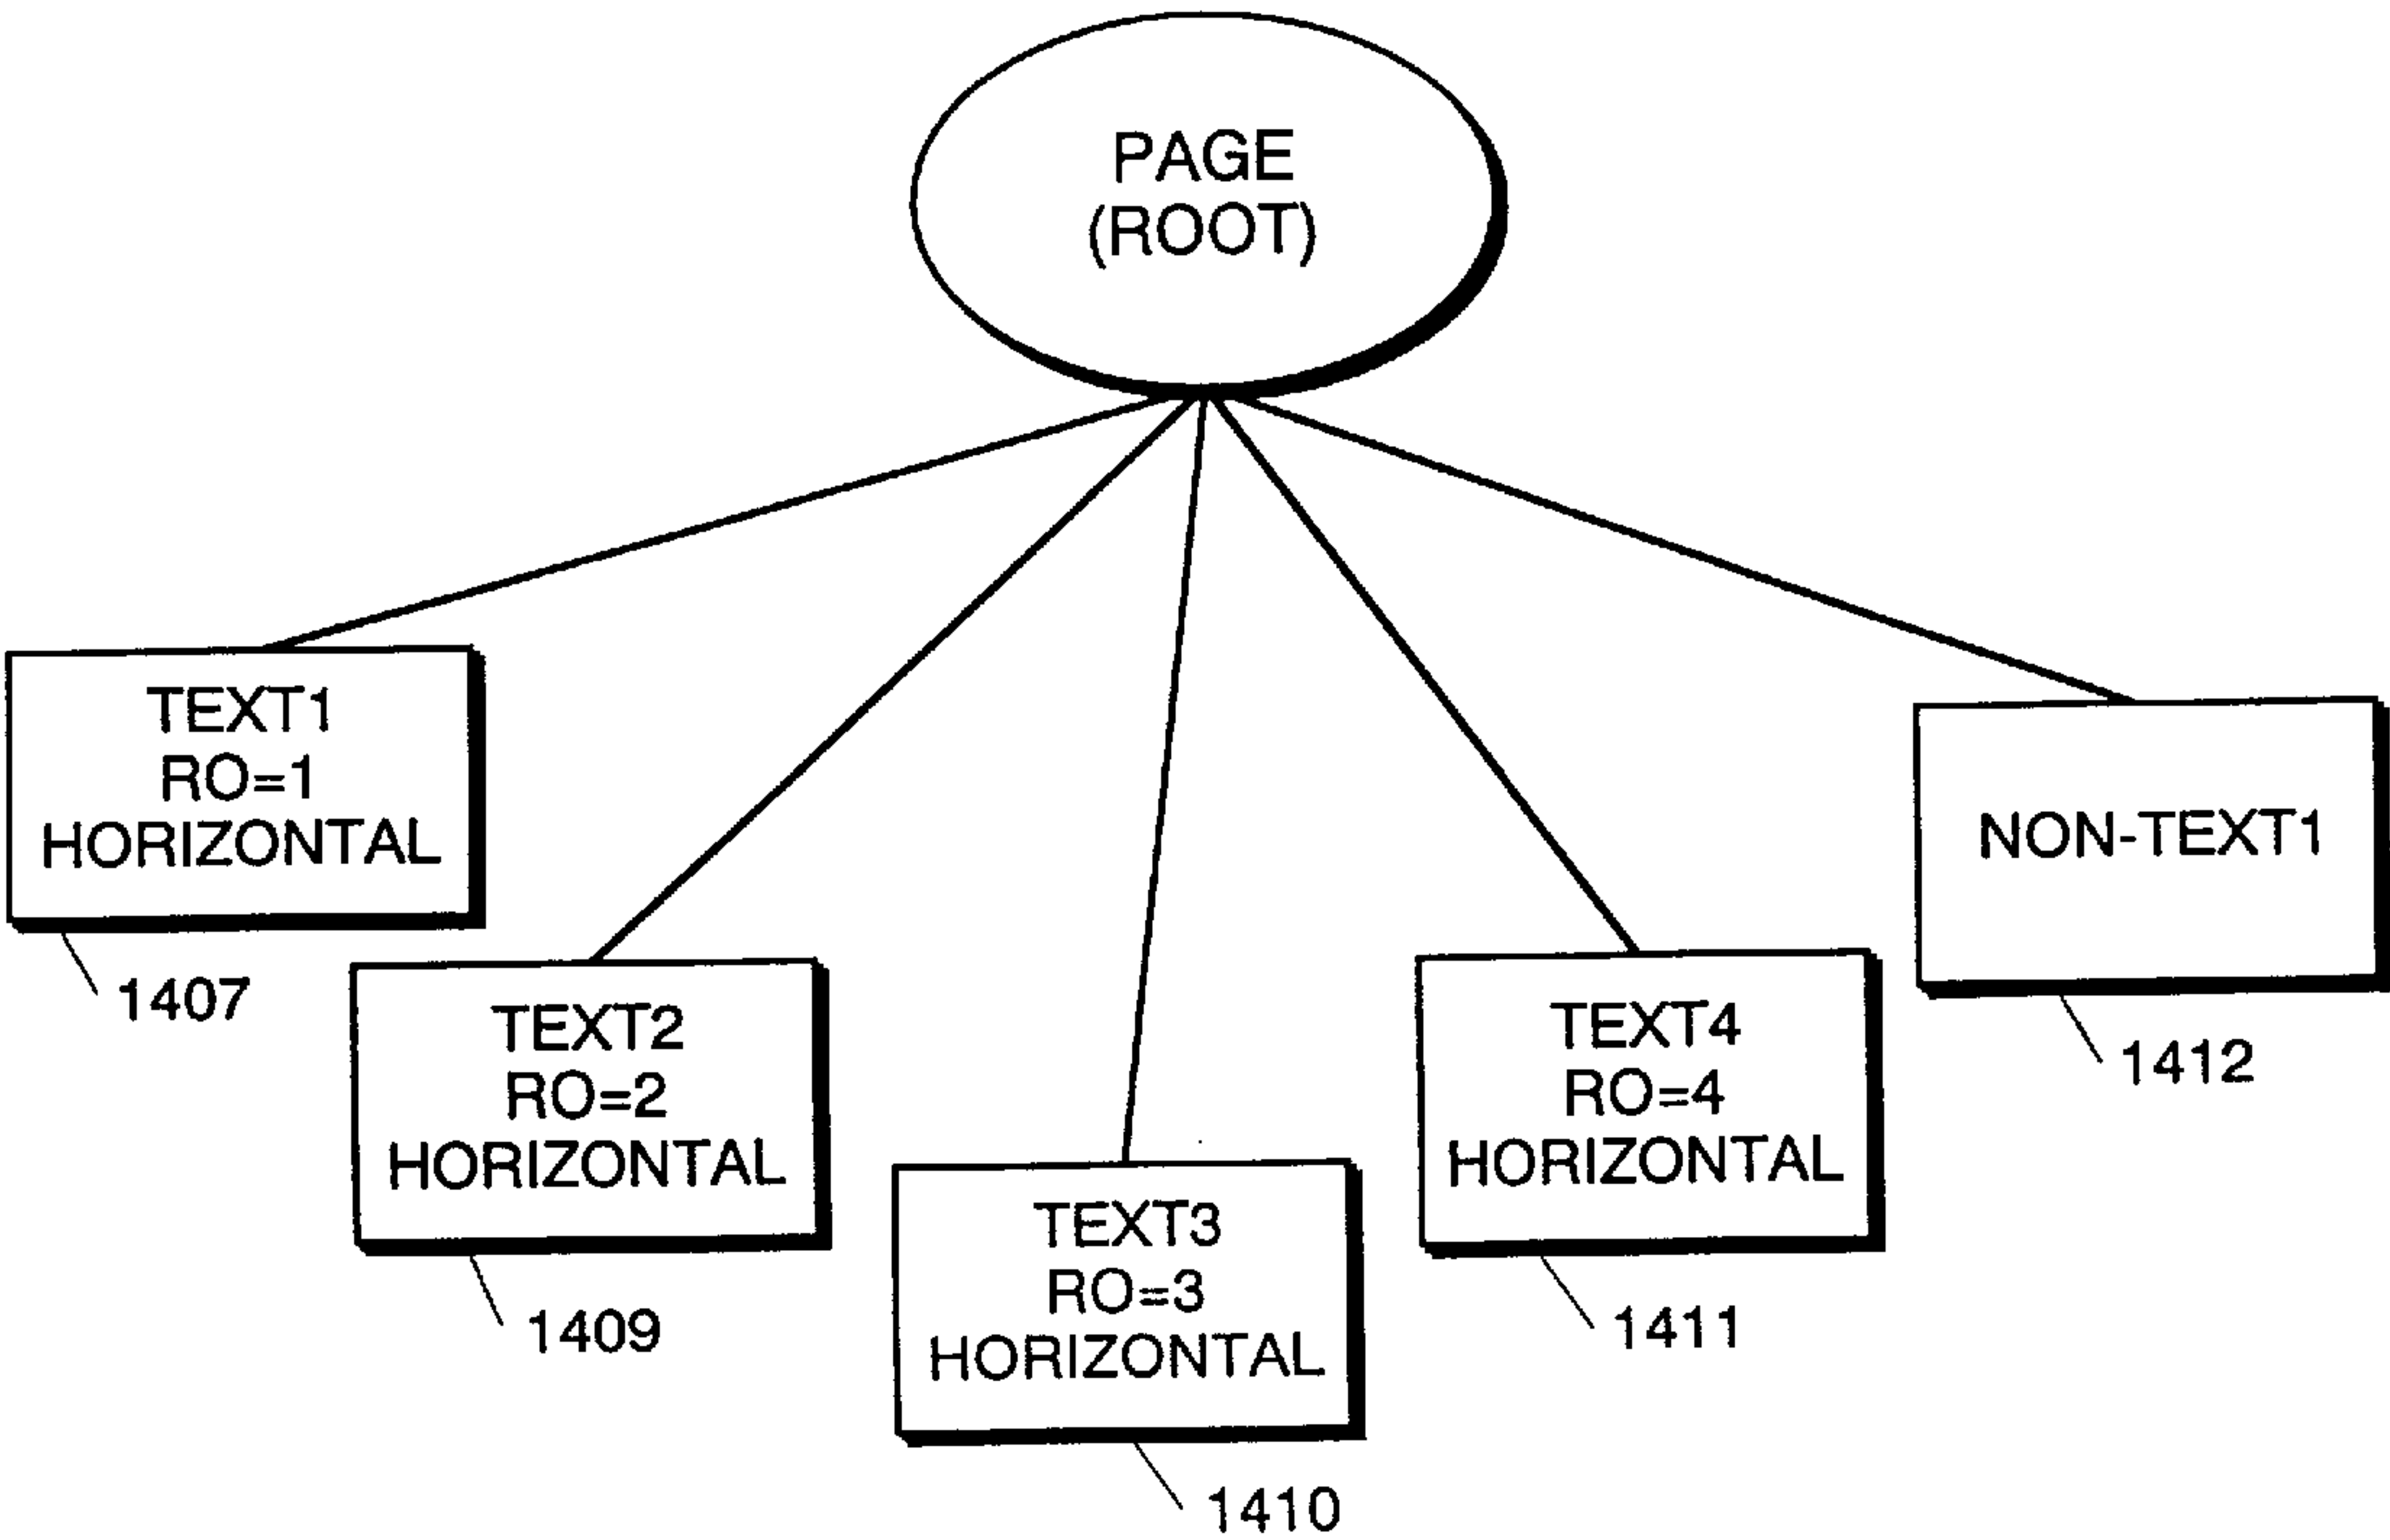 PAGE
(ROOT)
TEXT1
RO=1
HORIZONTAL
1407
TEXT2
RO=2
HORIZONTAL
1409
TEXT3
RO=3
HORIZONTAL
1410
TEXT4
RO=4
HORIZONTAL
1411
NON-TEXT1
1412